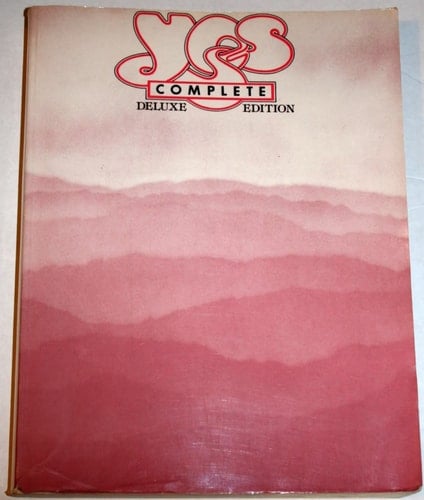 yes
COMPLETE
DELUXE EDITION